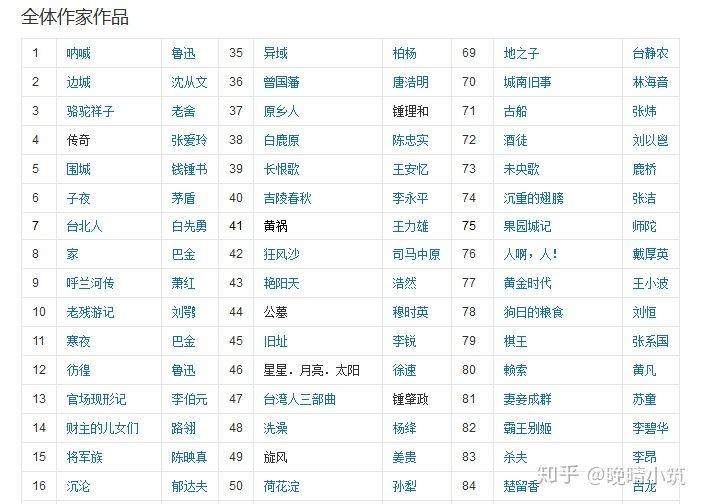 全体作家作品
1 呐喊 鲁迅 35 异域 柏杨 69 地之子 台静农
2 边城 沈从文 36 曾国藩 唐浩明 70 城南旧事 林海音
3 骆驼祥子 老舍 37 原乡人 锺理和 71 古船 张炜
4 传奇 张爱玲 38 白鹿原 陈忠实 72 酒徒 刘以鬯
5 围城 钱锺书 39 长恨歌 王安忆 73 未央歌 鹿桥
6 子夜 茅盾 40 吉陵春秋 李永平 74 沉重的翅膀 张洁
7 台北人 白先勇 41 黄祸 王力雄 75 果园城记 师陀
8 家 巴金 42 狂风沙 司马中原 76 人啊，人！ 戴厚英
9 呼兰河传 萧红 43 艳阳天 浩然 77 黄金时代 王小波
10 老残游记 刘鹗 44 公墓 穆时英 78 狗日的粮食 刘恒
11 寒夜 巴金 45 旧址 李锐 79 棋王 张系国
12 彷徨 鲁迅 46 星星．月亮．太阳 徐速 80 赖索 黄凡
13 官场现形记 李伯元 47 台湾人三部曲 锺肇政 81 妻妾成群 苏童
14 财主的儿女们 路翎 48 洗澡 杨绛 82 霸王别姬 李碧华
15 将军族 陈映真 49 旋风 姜贵 83 杀夫 李昂
16 沉沦 郁达夫 50 荷花淀 孙犁 84 楚留香 古龙
知乎 @晚晴小筑